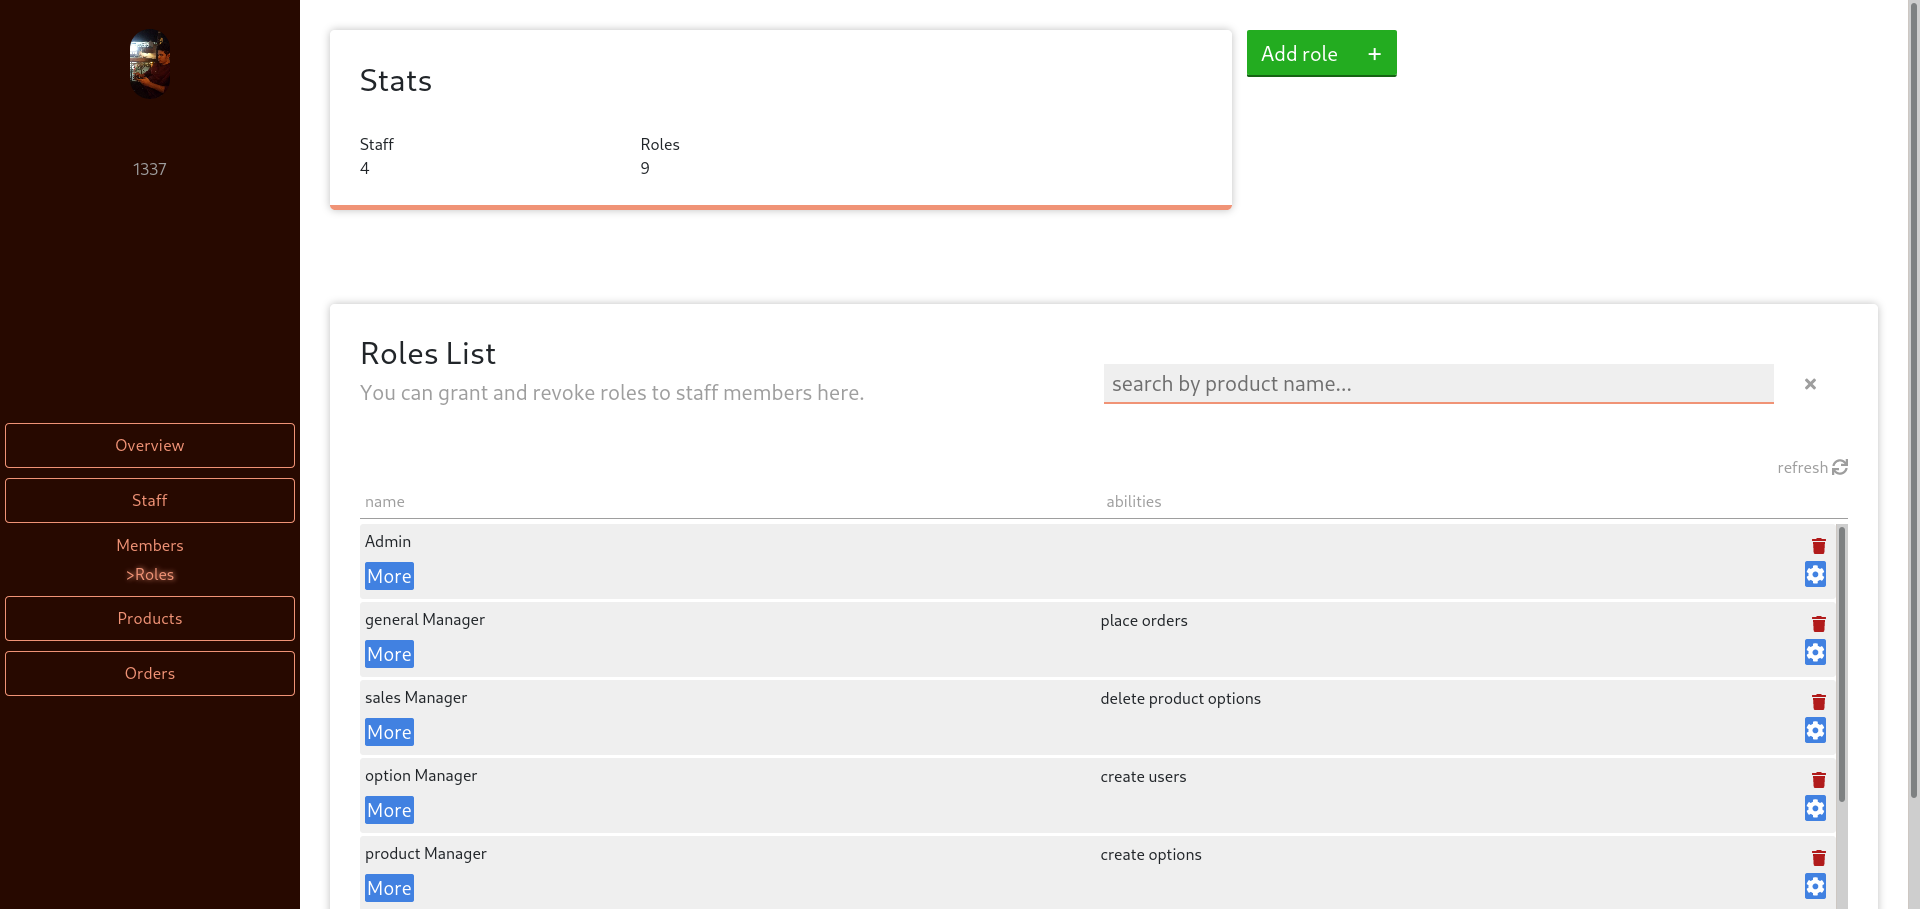 1337
Overview
Staff
Members
>Roles
Products
Orders
Stats
Staff
4
Roles
9
Add role +
Roles List
You can grant and revoke roles to staff members here.
search by product name...
refresh
name abilities
Admin
More
general Manager place orders
More
sales Manager delete product options
More
option Manager create users
More
product Manager create options
More